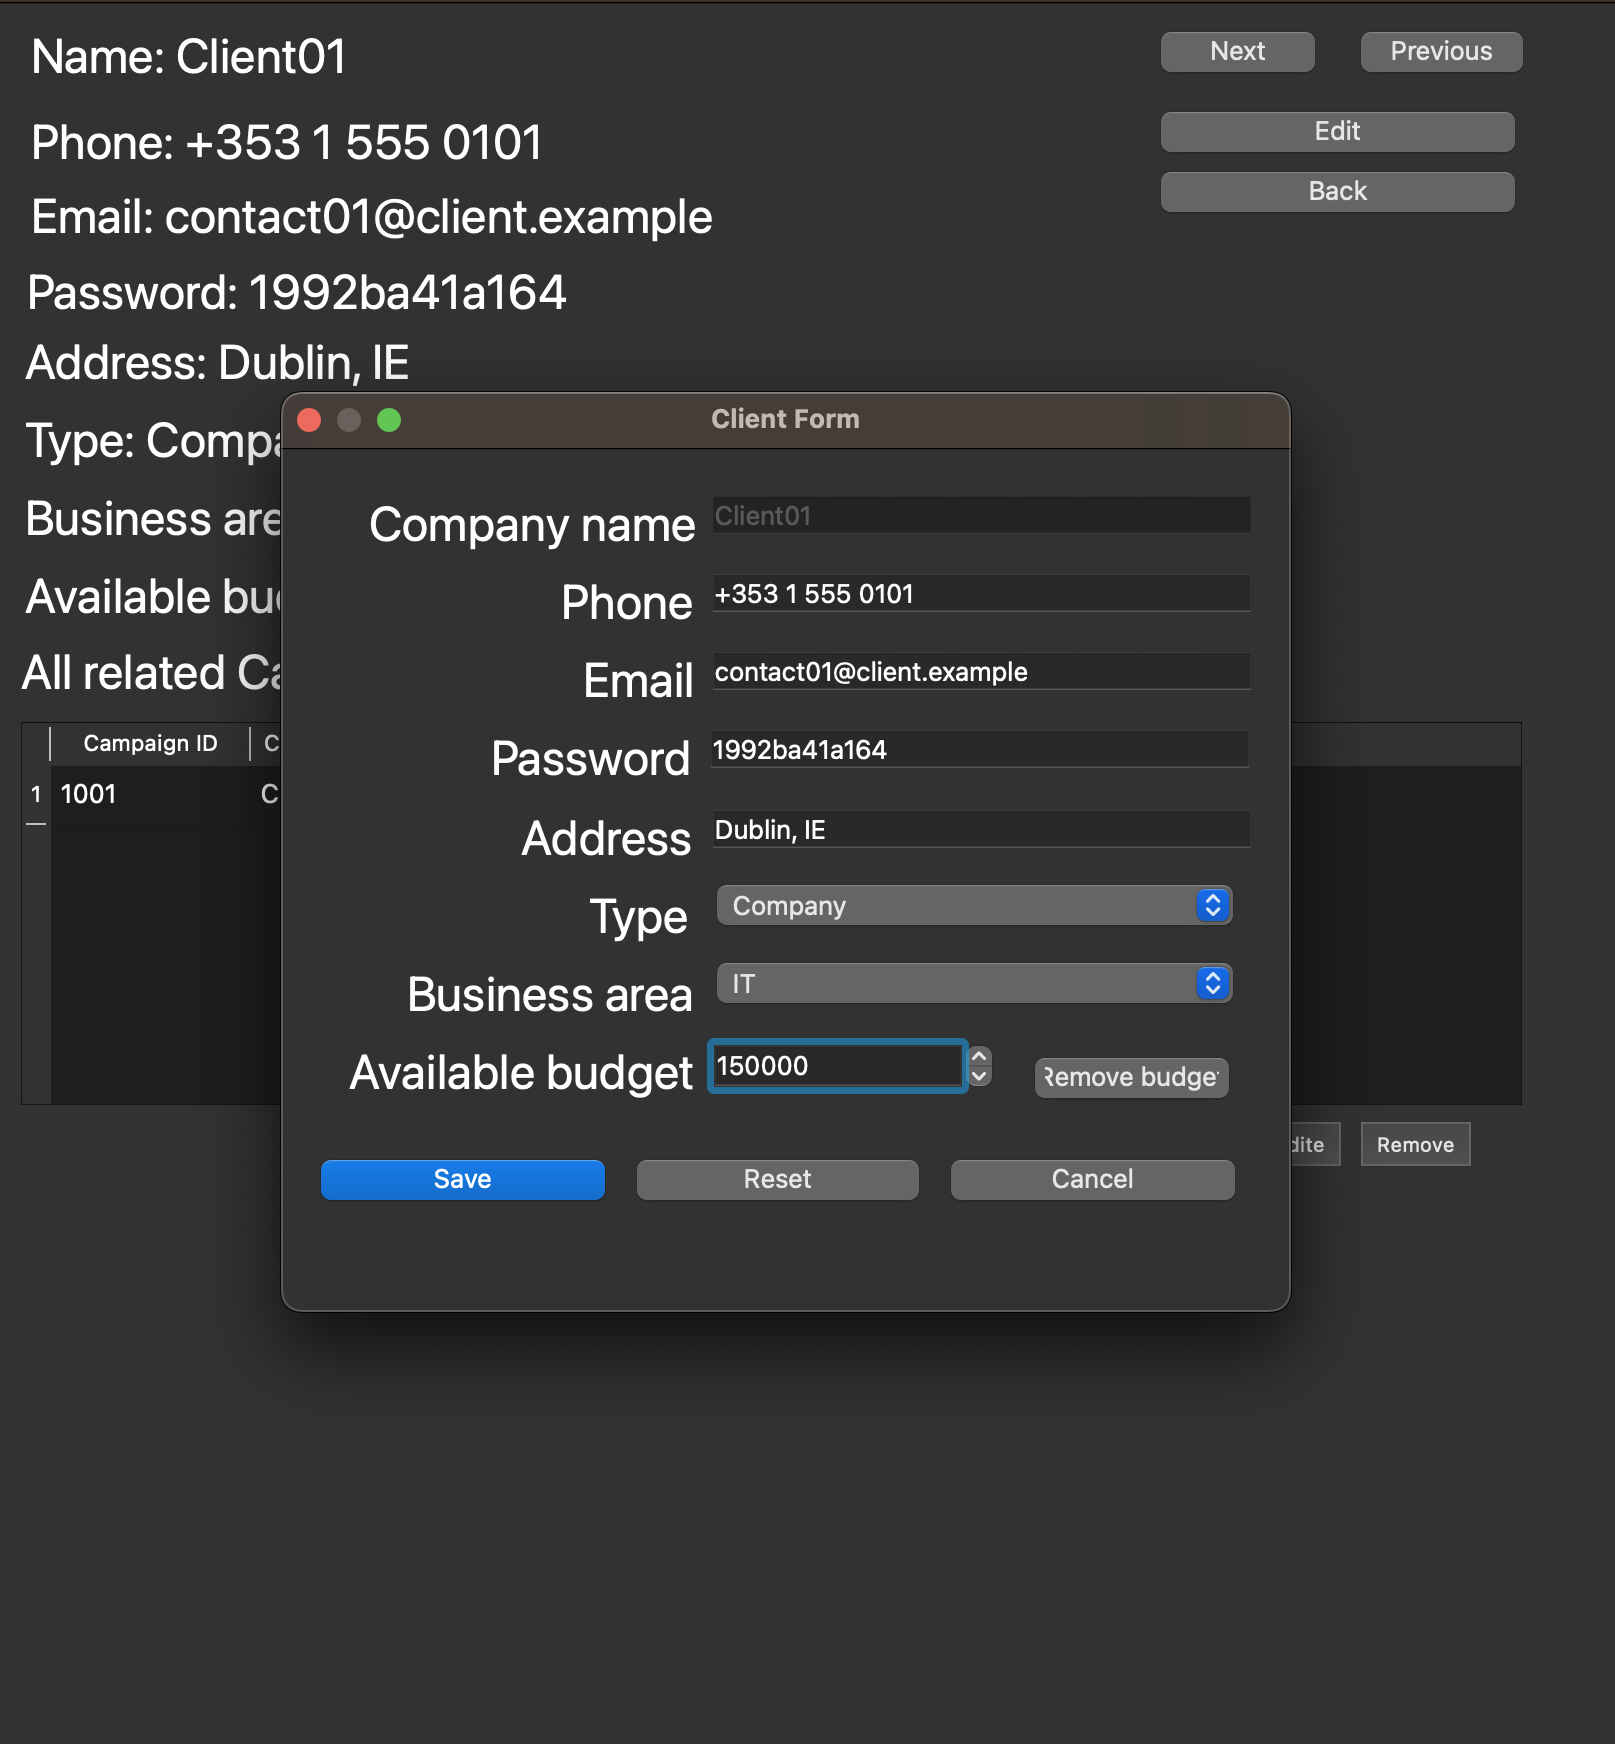 Name: Client01
Next
Previous
Phone: +353 1 555 0101
Edit
Email: contact01@client.example
Back
Password: 1992ba41a164
Address: Dublin, IE
Type: Compa
Business are
Available bu
All related Ca
Campaign ID
C
1
1001
C
dite
Remove
Client Form
Company name
Client01
Phone
+353 1 555 0101
Email
contact01@client.example
Password
1992ba41a164
Address
Dublin, IE
Type
Company
Business area
IT
Available budget
150000
Remove budge
Save
Reset
Cancel